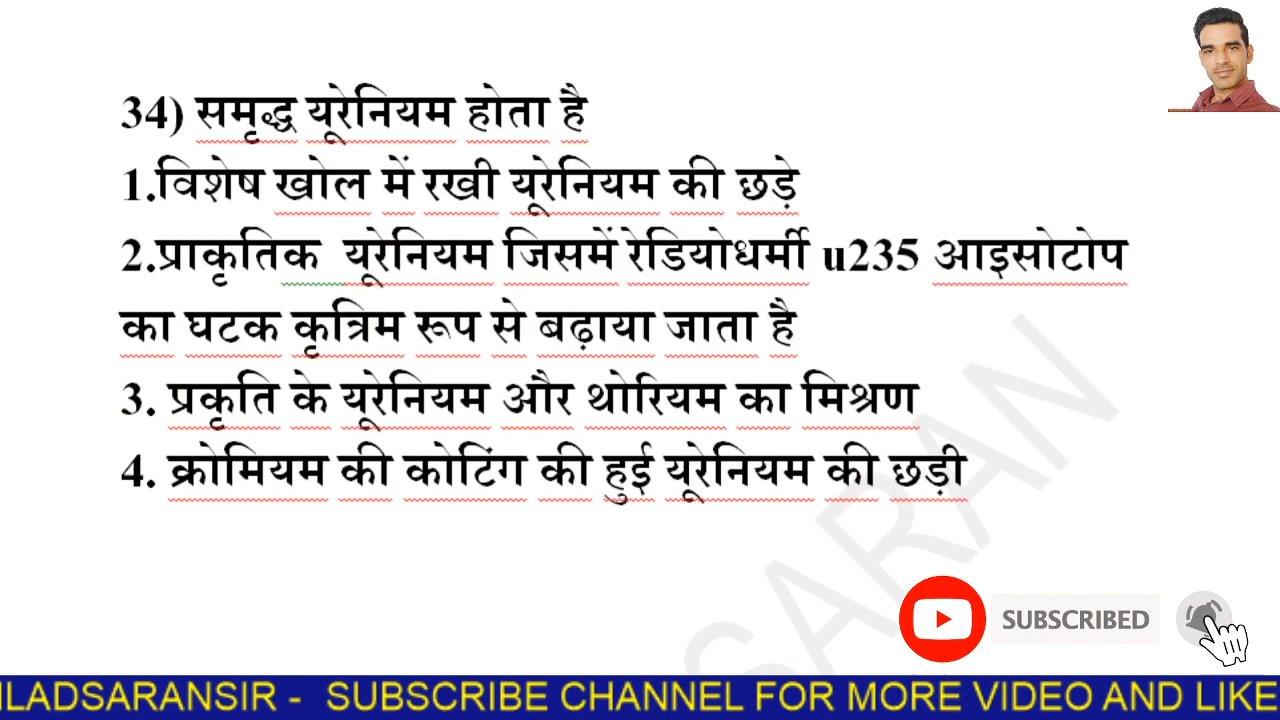 34) समृद्ध यूरेनियम होता है
1.विशेष खोल में रखी यूरेनियम की छड़े
2.प्राकृतिक यूरेनियम जिसमें रेडियोधर्मी u235 आइसोटोप
का घटक कृत्रिम रूप से बढ़ाया जाता है
3. प्रकृति के यूरेनियम और थोरियम का मिश्रण
4. क्रोमियम की कोटिंग की हुई यूरेनियम की छड़ी
SARAN
SUBSCRIBED
LADSARANSIR - SUBSCRIBE CHANNEL FOR MORE VIDEO AND LIKE